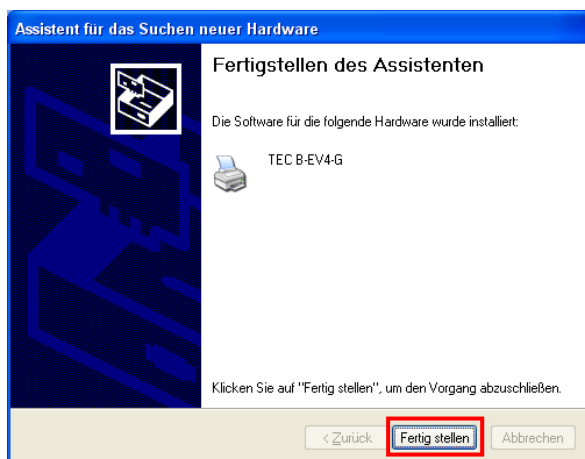 Assistent für das Suchen neuer Hardware
Fertigstellen des Assistenten
Die Software für die folgende Hardware wurde installiert:
TEC B-EV4-G
Klicken Sie auf "Fertig stellen", um den Vorgang abzuschließen.
< Zurück Fertig stellen Abbrechen